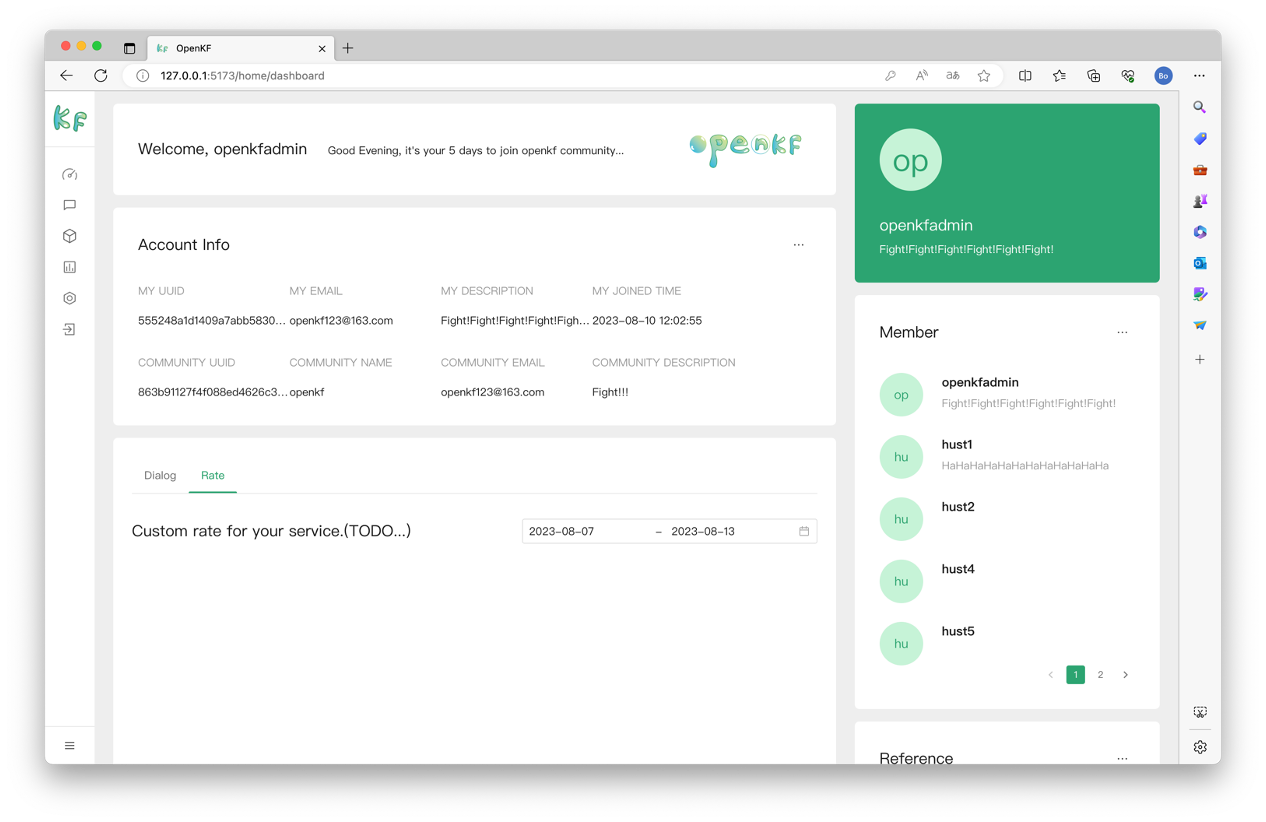 KF OpenKF
127.0.0.1:5173/home/dashboard
Bo
KF
Welcome, openkfadmin
Good Evening, it's your 5 days to join openkf community...
openKF
Account Info
MY UUID
MY EMAIL
MY DESCRIPTION
MY JOINED TIME
555248a1d1409a7abb5830...
openkf123@163.com
Fight!Fight!Fight!Fight!Figh...
2023-08-10 12:02:55
COMMUNITY UUID
COMMUNITY NAME
COMMUNITY EMAIL
COMMUNITY DESCRIPTION
863b91127f4f088ed4626c3...
openkf
openkf123@163.com
Fight!!!
Dialog
Rate
Custom rate for your service.(TODO...)
2023-08-07
–
2023-08-13
op
openkfadmin
Fight!Fight!Fight!Fight!Fight!Fight!
Member
op
openkfadmin
Fight!Fight!Fight!Fight!Fight!Fight!
hu
hust1
HaHaHaHaHaHaHaHaHaHaHaHa
hu
hust2
hu
hust4
hu
hust5
1
2
Reference